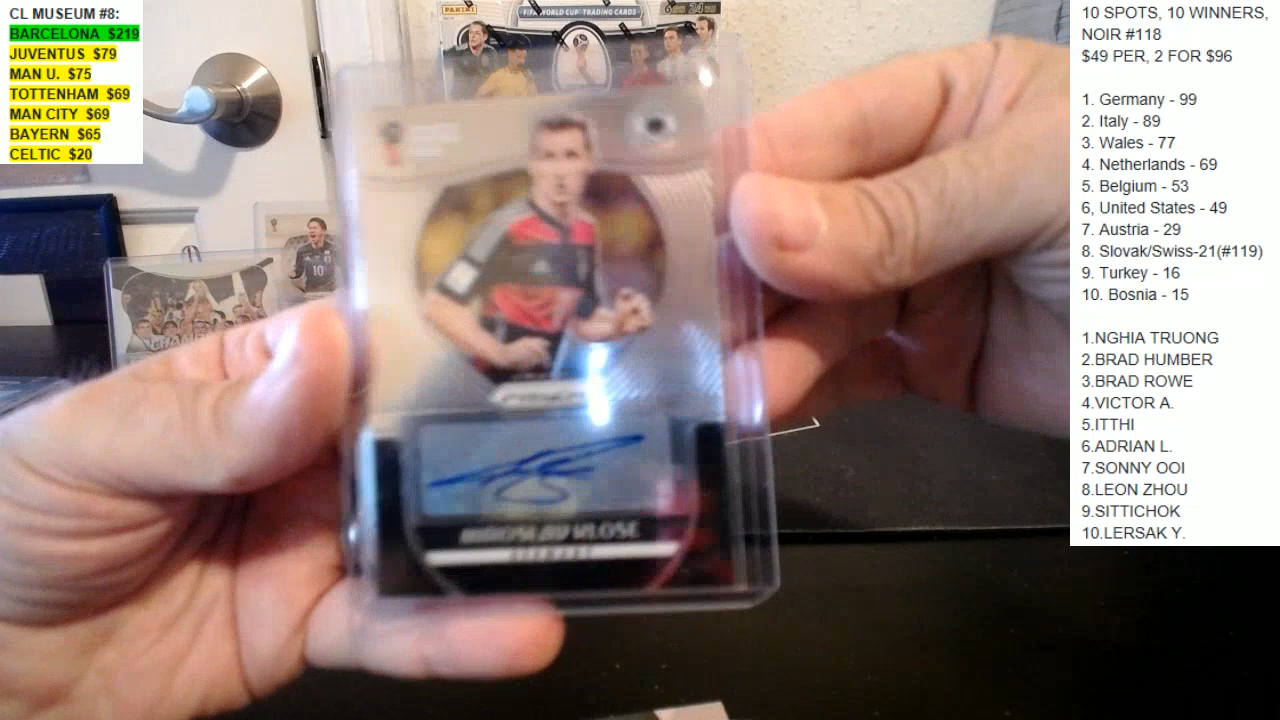 CL MUSEUM #8:
BARCELONA $219
JUVENTUS $79
MAN U. $75
TOTTENHAM $69
MAN CITY $69
BAYERN $65
CELTIC $20
PANINI
FIFA WORLD CUP TRADING CARDS
10
MIROSLAV KLOSE
GERMANY
10 SPOTS, 10 WINNERS,
NOIR #118
$49 PER, 2 FOR $96
1. Germany - 99
2. Italy - 89
3. Wales - 77
4. Netherlands - 69
5. Belgium - 53
6, United States - 49
7. Austria - 29
8. Slovak/Swiss-21(#119)
9. Turkey - 16
10. Bosnia - 15
1.NGHIA TRUONG
2.BRAD HUMBER
3.BRAD ROWE
4.VICTOR A.
5.ITTHI
6.ADRIAN L.
7.SONNY OOI
8.LEON ZHOU
9.SITTICHOK
10.LERSAK Y.